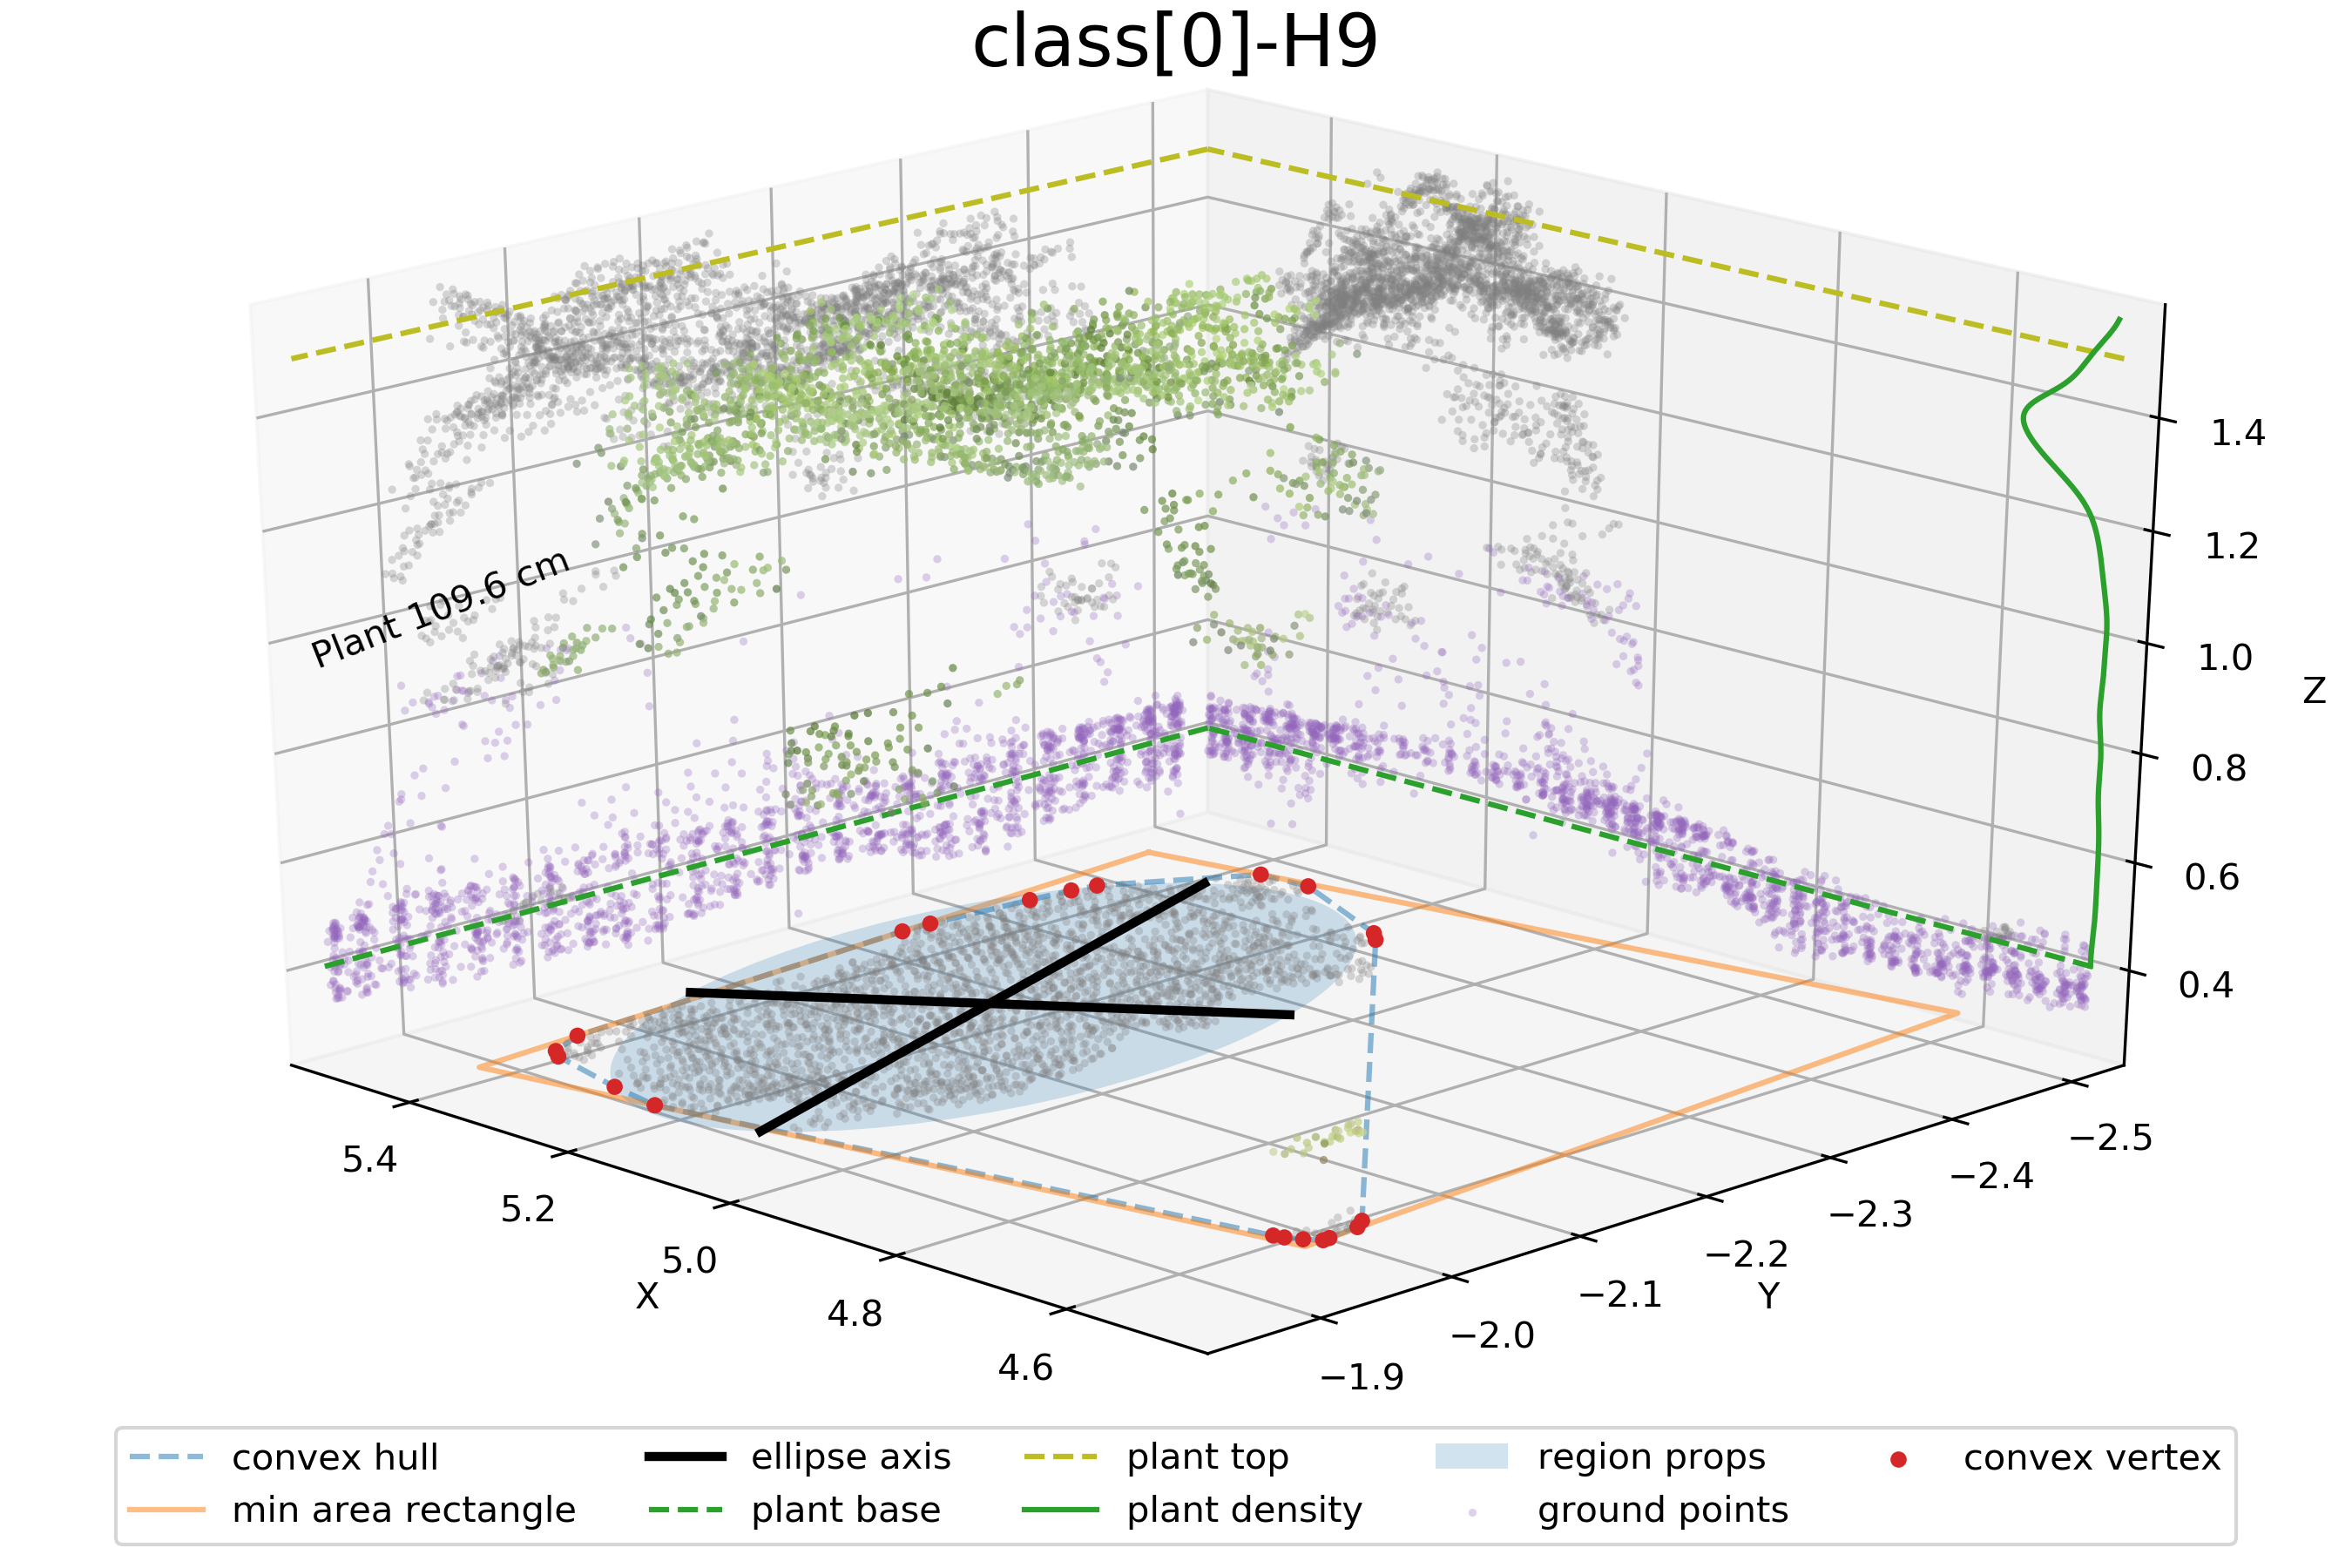 class[0]-H9
Plant 109.6 cm
1.4
1.2
1.0
0.8
0.6
0.4
Z
5.4
5.2
5.0
4.8
4.6
X
−2.5
−2.4
−2.3
−2.2
−2.1
−2.0
−1.9
Y
convex hull
min area rectangle
ellipse axis
plant base
plant top
plant density
region props
ground points
convex vertex